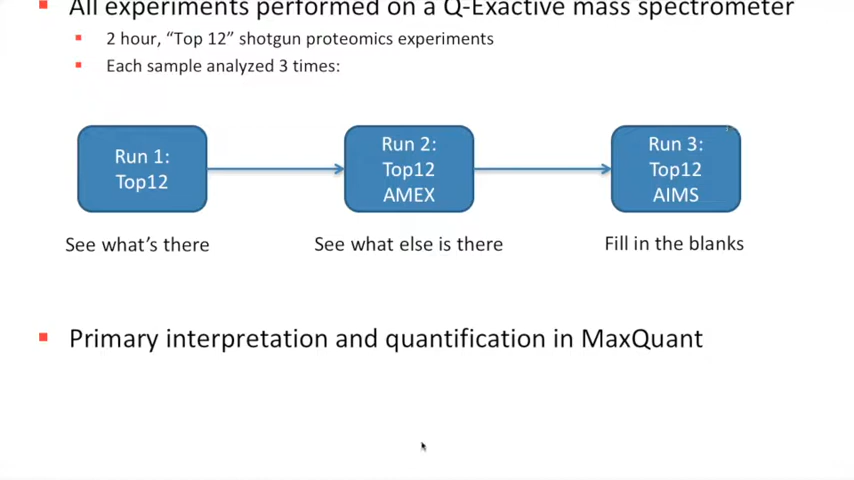 All experiments performed on a Q-Exactive mass spectrometer
2 hour, “Top 12” shotgun proteomics experiments
Each sample analyzed 3 times:
Run 1:
Top12
Run 2:
Top12
AMEX
Run 3:
Top12
AIMS
See what’s there
See what else is there
Fill in the blanks
Primary interpretation and quantification in MaxQuant